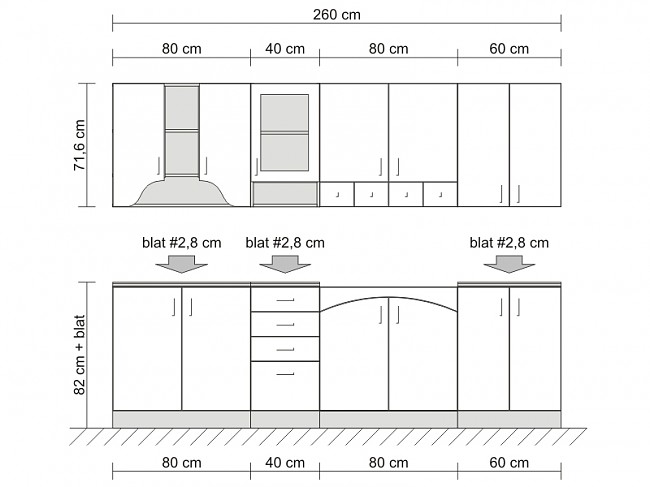 260 cm
80 cm 40 cm 80 cm 60 cm
71,6 cm
blat #2,8 cm blat #2,8 cm blat #2,8 cm
82 cm + blat
80 cm 40 cm 80 cm 60 cm